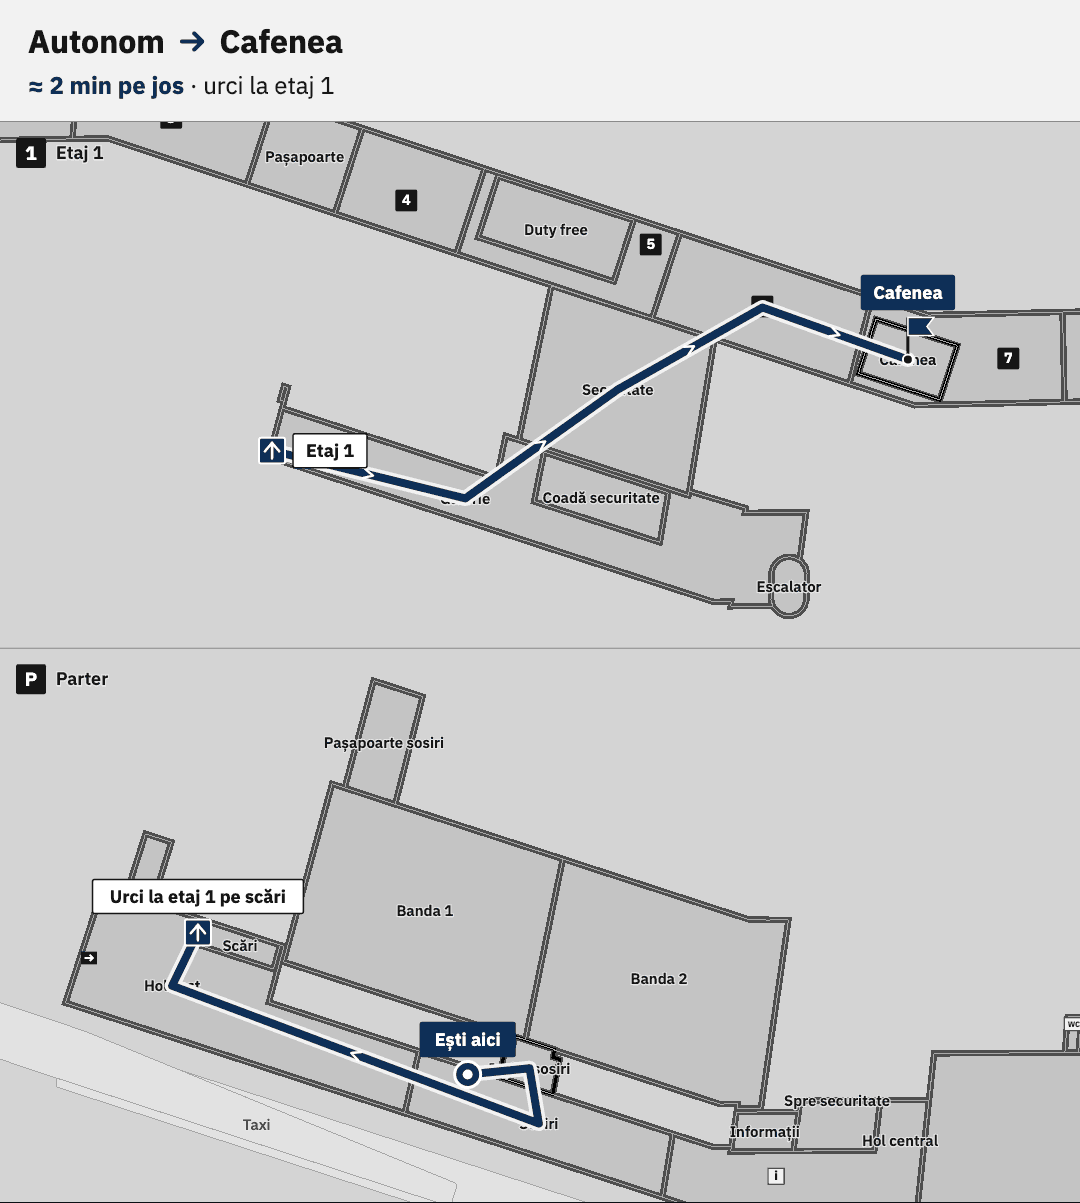 Autonom → Cafenea
≈ 2 min pe jos · urci la etaj 1
1 Etaj 1
Pașapoarte
4
Duty free
5
Cafenea
7
Etaj 1
Coadă securitate
Escalator
P Parter
Pașapoarte sosiri
Urci la etaj 1 pe scări
Banda 1
Scări
Banda 2
Ești aici
sosiri
Taxi
Spre securitate
Informații
Hol central
i
wc